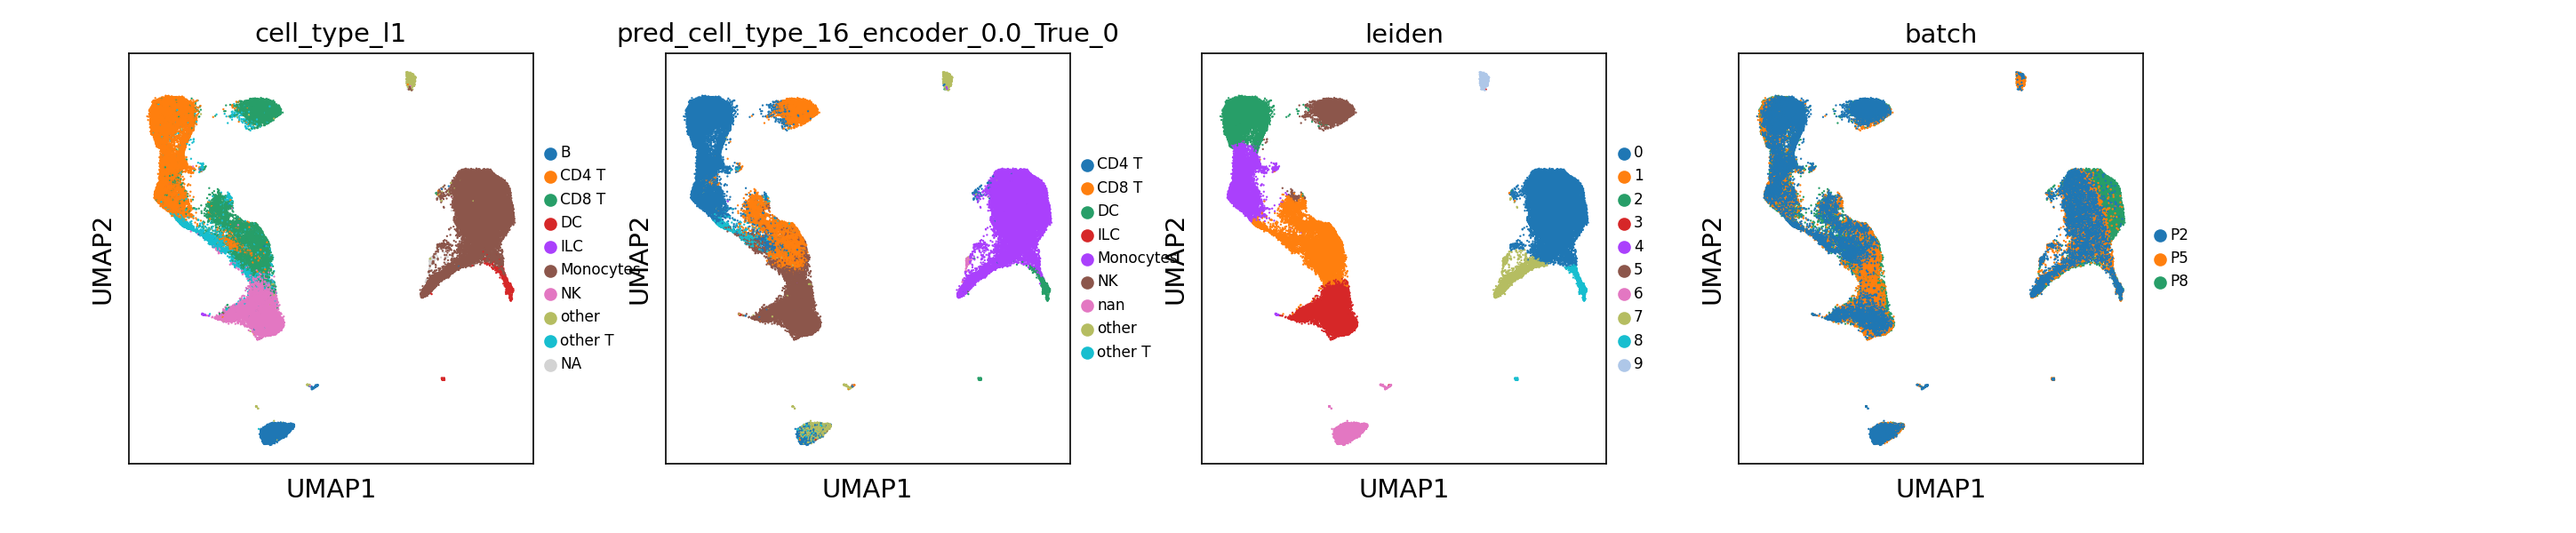 cell_type_l1
UMAP2
UMAP1
B
CD4 T
CD8 T
DC
ILC
Monocytes
NK
other
other T
NA
pred_cell_type_16_encoder_0.0_True_0
UMAP2
UMAP1
CD4 T
CD8 T
DC
ILC
Monocytes
NK
nan
other
other T
leiden
UMAP2
UMAP1
0
1
2
3
4
5
6
7
8
9
batch
UMAP2
UMAP1
P2
P5
P8